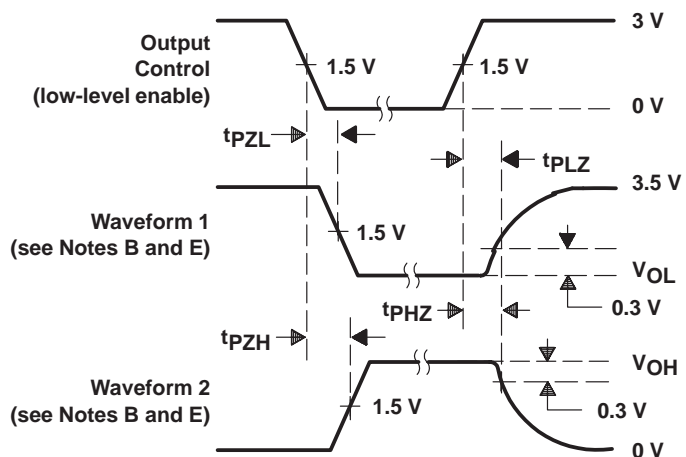 3 V
Output
Control
(low-level enable)
1.5 V
1.5 V
0 V
tPZL
tPLZ
3.5 V
Waveform 1
(see Notes B and E)
1.5 V
VOL
tPHZ
0.3 V
tPZH
VOH
Waveform 2
(see Notes B and E)
1.5 V
0.3 V
0 V